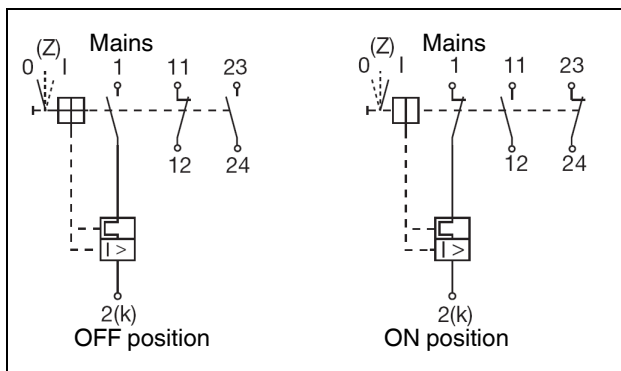 Mains
(Z)
0 I 1 11 23
12 24
I >
2(k)
OFF position
Mains
(Z)
0 I 1 11 23
12 24
I >
2(k)
ON position